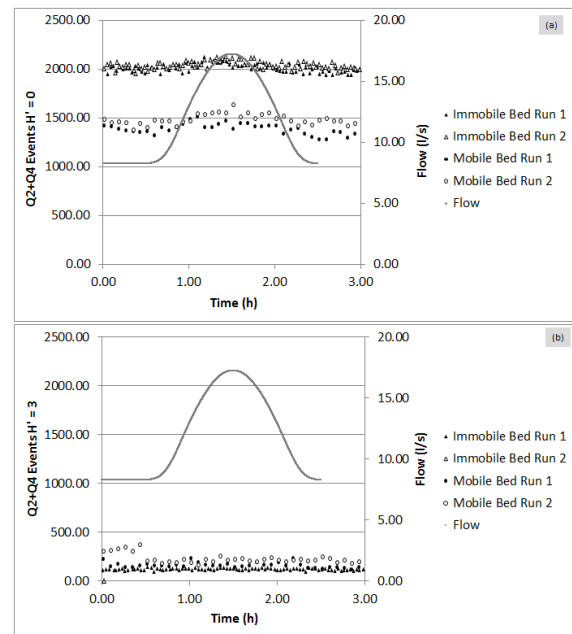 (a)
2500.00
2000.00
1500.00
1000.00
500.00
0.00
Q2+Q4 Events H' = 0
20.00
15.00
10.00
5.00
0.00
Flow (l/s)
0.00 1.00 2.00 3.00
Time (h)
Immobile Bed Run 1
Immobile Bed Run 2
Mobile Bed Run 1
Mobile Bed Run 2
Flow
(b)
2500.00
2000.00
1500.00
1000.00
500.00
0.00
Q2+Q4 Events H' = 3
20.00
15.00
10.00
5.00
0.00
Flow (l/s)
0.00 1.00 2.00 3.00
Time (h)
Immobile Bed Run 1
Immobile Bed Run 2
Mobile Bed Run 1
Mobile Bed Run 2
Flow